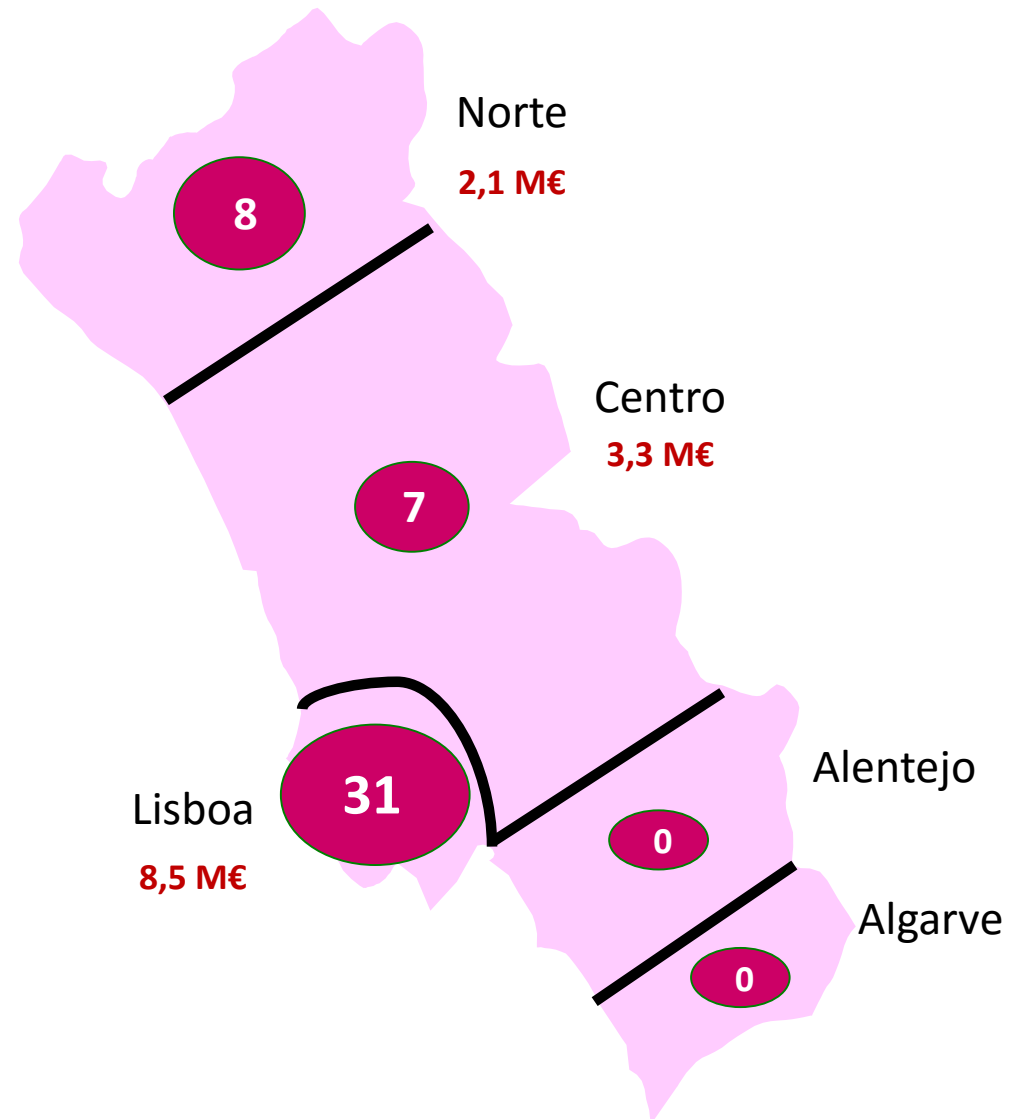 Norte
2,1 M€
8
Centro
3,3 M€
7
Lisboa
8,5 M€
31
Alentejo
0
Algarve
0